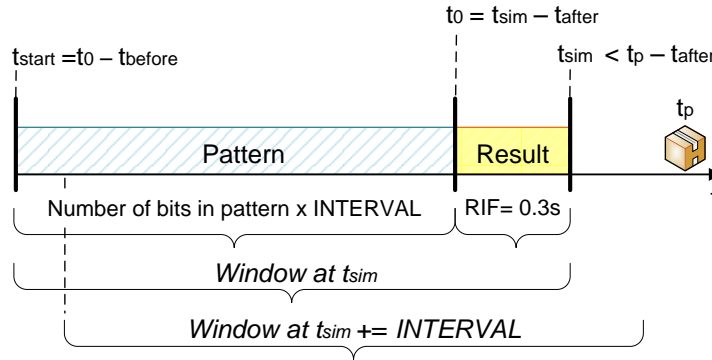 t0 = tsim – tafter
tstart =t0 – tbefore
tsim < tp – tafter
tp
Pattern
Result
Number of bits in pattern x INTERVAL
RIF= 0.3s
Window at tsim
Window at tsim += INTERVAL